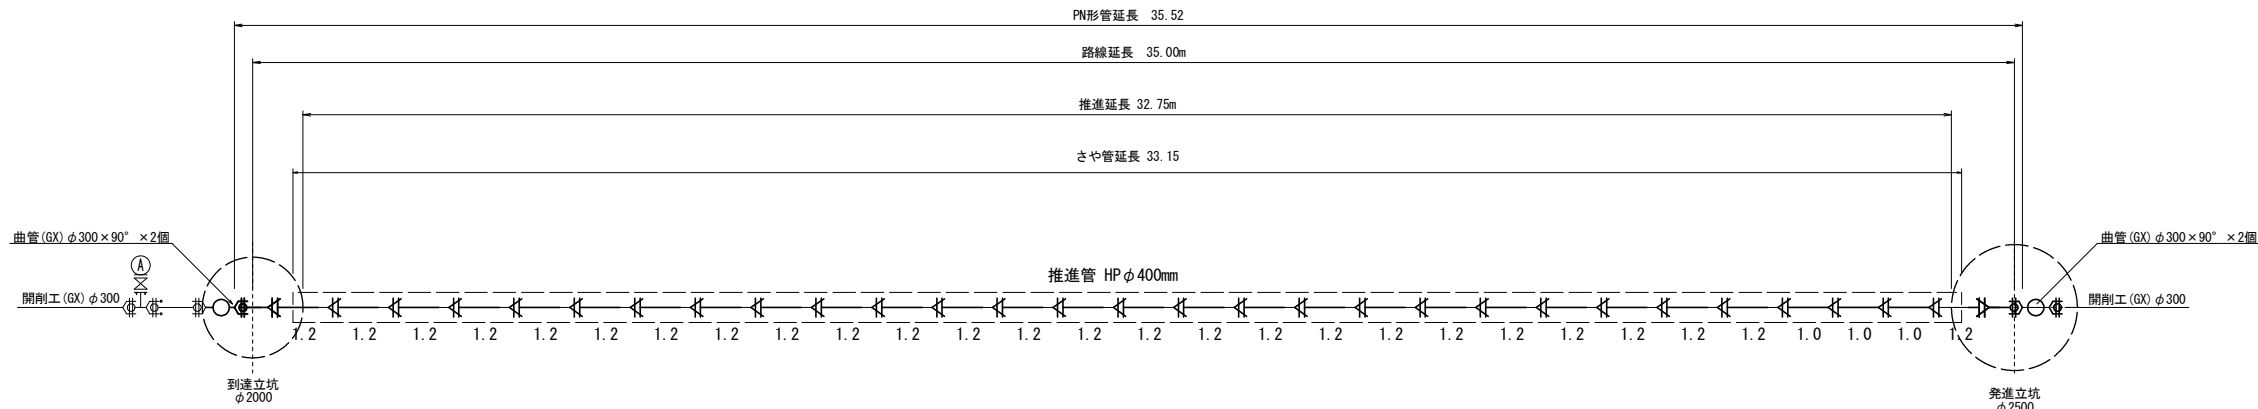 PN形管延長 35.52
路線延長 35.00m
推進延長 32.75m
さや管延長 33.15
曲管(GX)φ300×90° ×2個
曲管(GX)φ300×90° ×2個
A
推進管 HPφ400mm
開削工(GX)φ300
開削工(GX)φ300
1.2 1.2 1.2 1.2 1.2 1.2 1.2 1.2 1.2 1.2 1.2 1.2 1.2 1.2 1.2 1.2 1.2 1.2 1.2 1.2 1.2 1.2 1.2 1.2 1.2 1.0 1.0 1.0 1.2
到達立坑
φ2000
発進立坑
φ2500